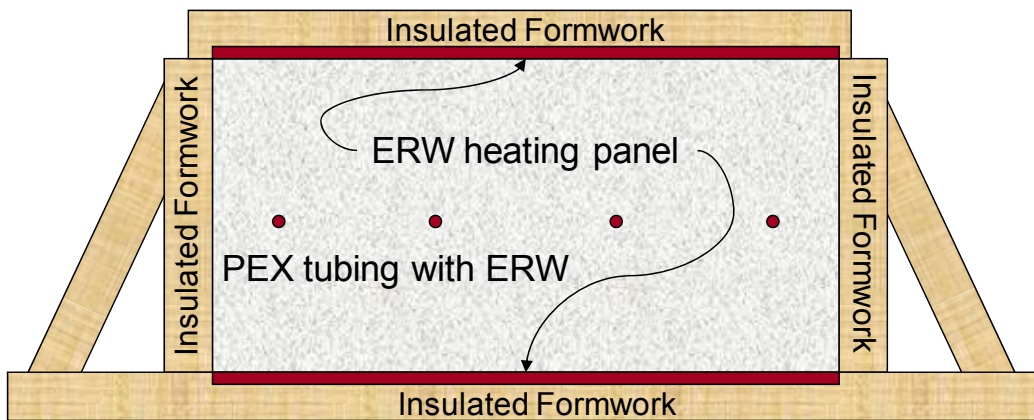 Insulated Formwork
Insulated Formwork
Insulated Formwork
ERW heating panel
PEX tubing with ERW
Insulated Formwork